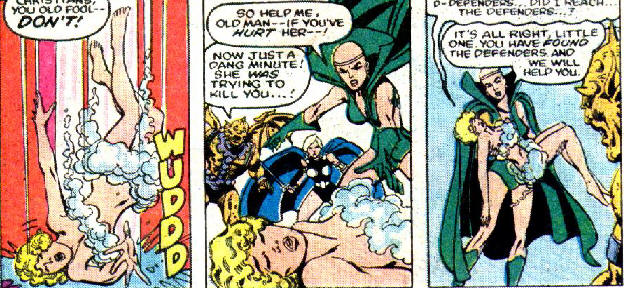 CHRISTIANS,
YOU OLD FOOL--
DON'T!
WUDDD
SO HELP ME,
OLD MAN--IF YOU'VE
HURT HER--!
NOW JUST A
DANG MINUTE!
SHE WAS
TRYING TO
KILL YOU...!
D-DEFENDERS... DID I REACH...
THE DEFENDERS...?
IT'S ALL RIGHT, LITTLE
ONE. YOU HAVE FOUND
THE DEFENDERS AND
WE WILL
HELP YOU.